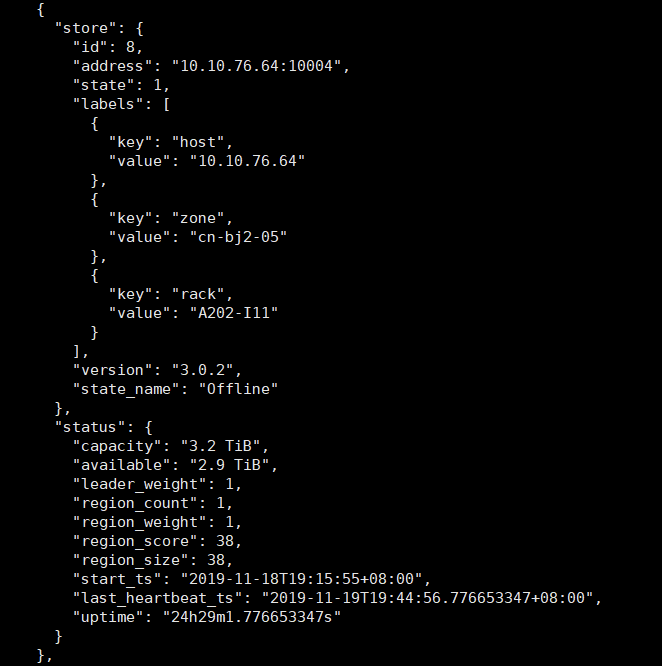 {
"store": {
"id": 8,
"address": "10.10.76.64:10004",
"state": 1,
"labels": [
{
"key": "host",
"value": "10.10.76.64"
},
{
"key": "zone",
"value": "cn-bj2-05"
},
{
"key": "rack",
"value": "A202-I11"
}
],
"version": "3.0.2",
"state_name": "Offline"
},
"status": {
"capacity": "3.2 TiB",
"available": "2.9 TiB",
"leader_weight": 1,
"region_count": 1,
"region_weight": 1,
"region_score": 38,
"region_size": 38,
"start_ts": "2019-11-18T19:15:55+08:00",
"last_heartbeat_ts": "2019-11-19T19:44:56.776653347+08:00",
"uptime": "24h29m1.776653347s"
}
},